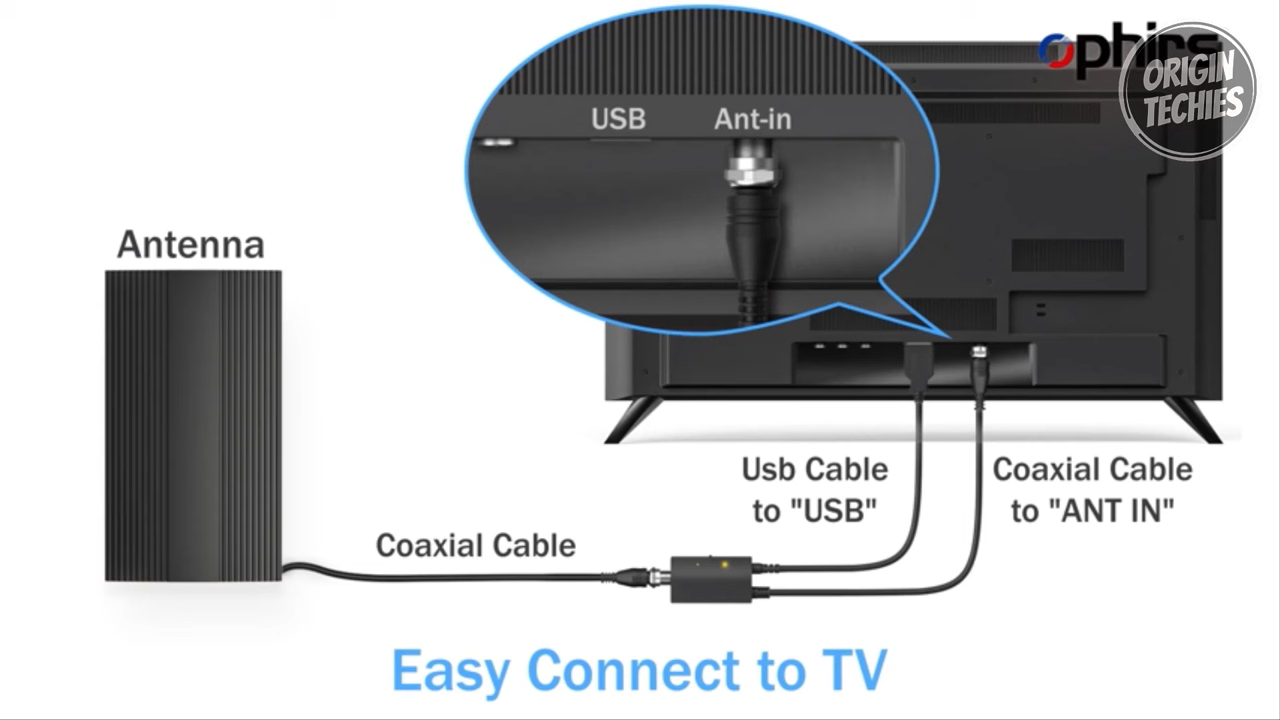 ophirs
ORIGIN
TECHIES
USB
Ant-in
Antenna
Usb Cable
to "USB"
Coaxial Cable
to "ANT IN"
Coaxial Cable
Easy Connect to TV